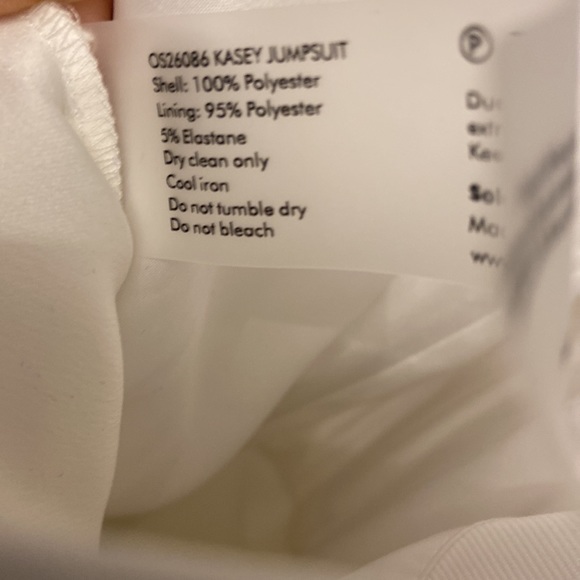 OS26086 KASEY JUMPSUIT
Shell: 100% Polyester
Lining: 95% Polyester
5% Elastane
Dry clean only
Cool iron
Do not tumble dry
Do not bleach
P